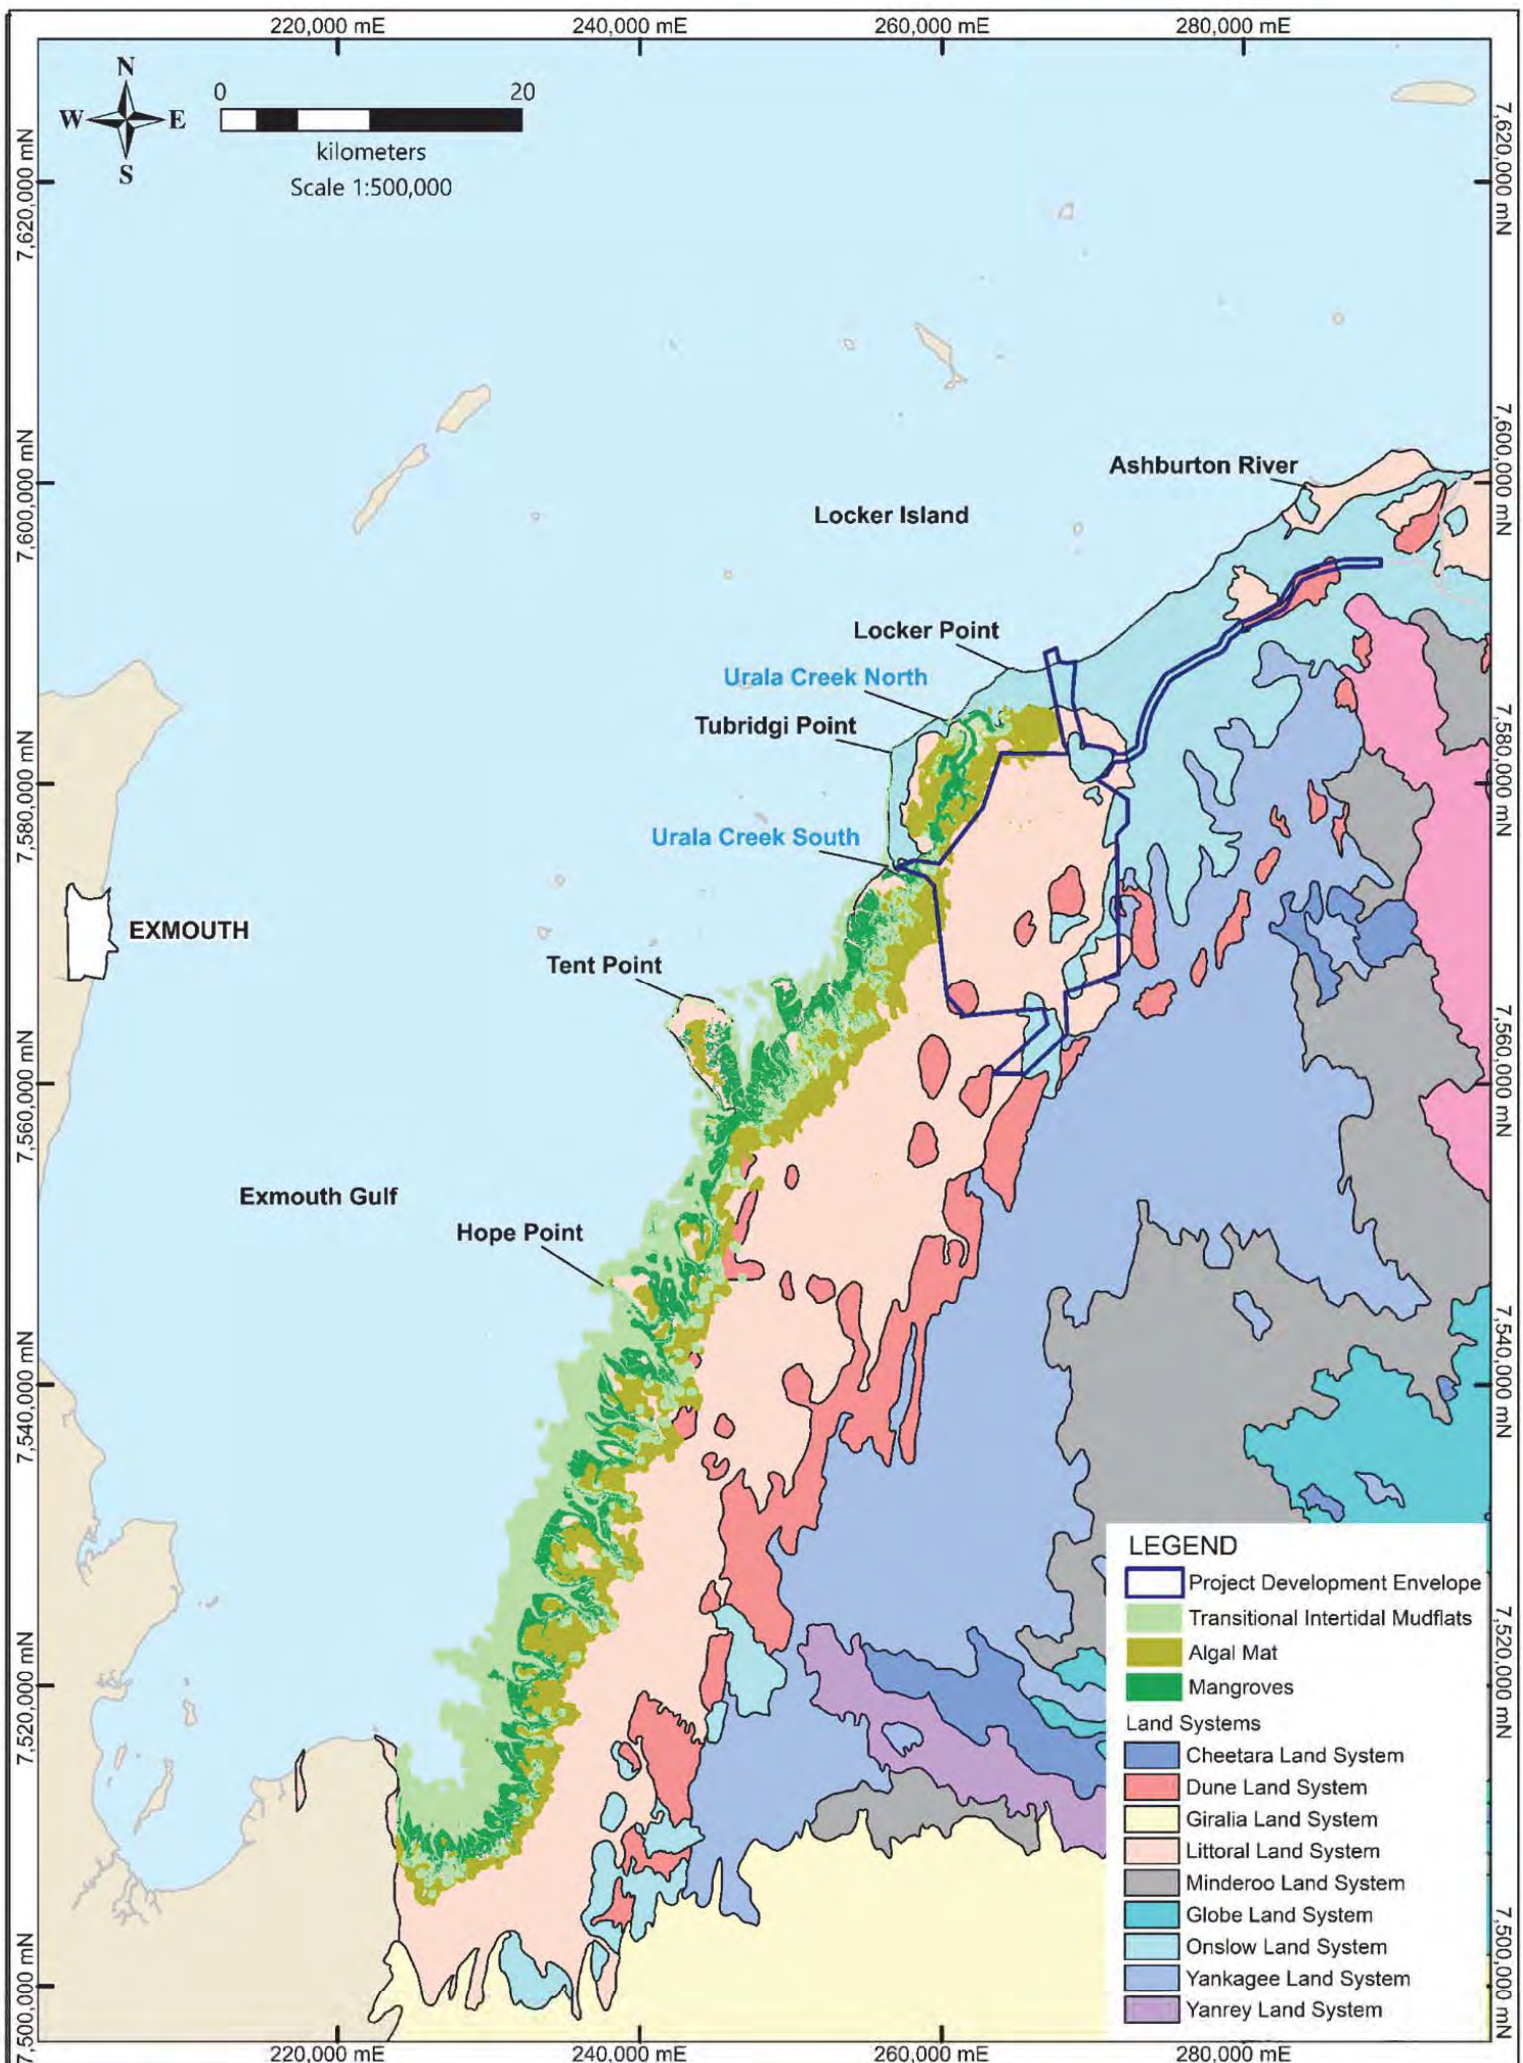 220,000 mE 240,000 mE 260,000 mE 280,000 mE
N
W E
S
0 20
kilometers
Scale 1:500,000
7,620,000 mN
7,620,000 mN
7,600,000 mN
7,600,000 mN
Ashburton River
Locker Island
Locker Point
Urala Creek North
Tubridgi Point
7,580,000 mN
7,580,000 mN
Urala Creek South
EXMOUTH
Tent Point
7,560,000 mN
7,560,000 mN
Exmouth Gulf
Hope Point
7,540,000 mN
7,540,000 mN
LEGEND
Project Development Envelope
Transitional Intertidal Mudflats
Algal Mat
Mangroves
Land Systems
Cheetara Land System
Dune Land System
Giralia Land System
Littoral Land System
Minderoo Land System
Globe Land System
Onslow Land System
Yankagee Land System
Yanrey Land System
7,520,000 mN
7,520,000 mN
7,500,000 mN
7,500,000 mN
220,000 mE 240,000 mE 260,000 mE 280,000 mE